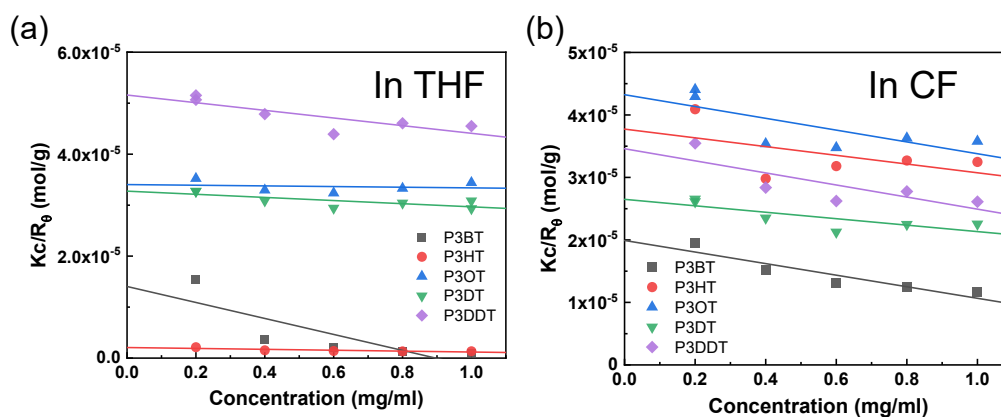 (a)
In THF
Kc/Rθ (mol/g)
6.0x10⁻⁵
4.0x10⁻⁵
2.0x10⁻⁵
0.0
P3BT
P3HT
P3OT
P3DT
P3DDT
0.0 0.2 0.4 0.6 0.8 1.0
Concentration (mg/ml)
(b)
In CF
Kc/Rθ (mol/g)
5x10⁻⁵
4x10⁻⁵
3x10⁻⁵
2x10⁻⁵
1x10⁻⁵
0
P3BT
P3HT
P3OT
P3DT
P3DDT
0.0 0.2 0.4 0.6 0.8 1.0
Concentration (mg/ml)